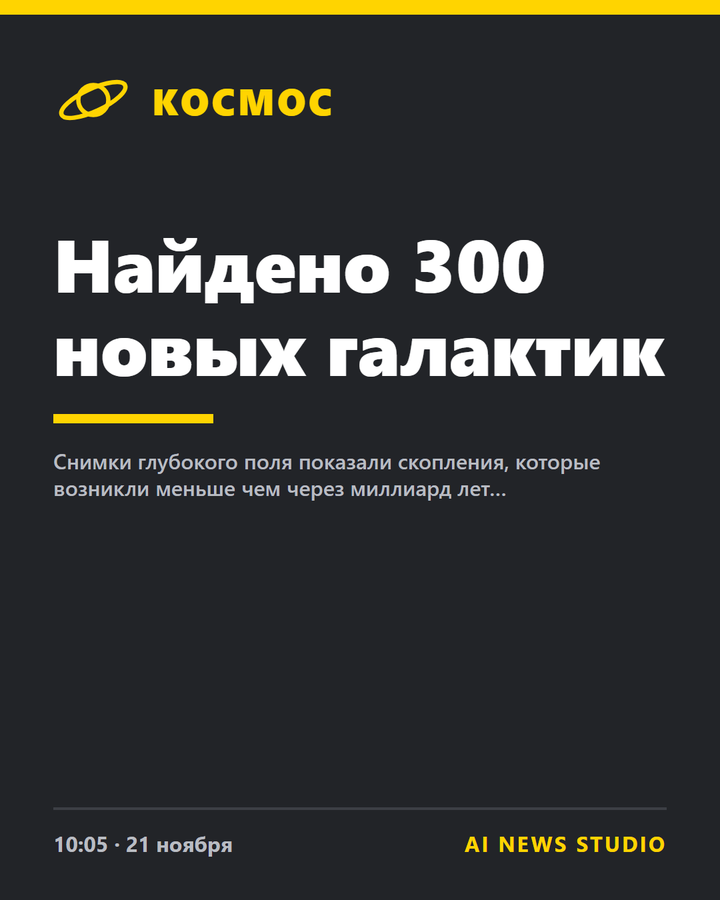 космос
Найдено 300
новых галактик
Снимки глубокого поля показали скопления, которые
возникли меньше чем через миллиард лет...
10:05 · 21 ноября
AI NEWS STUDIO